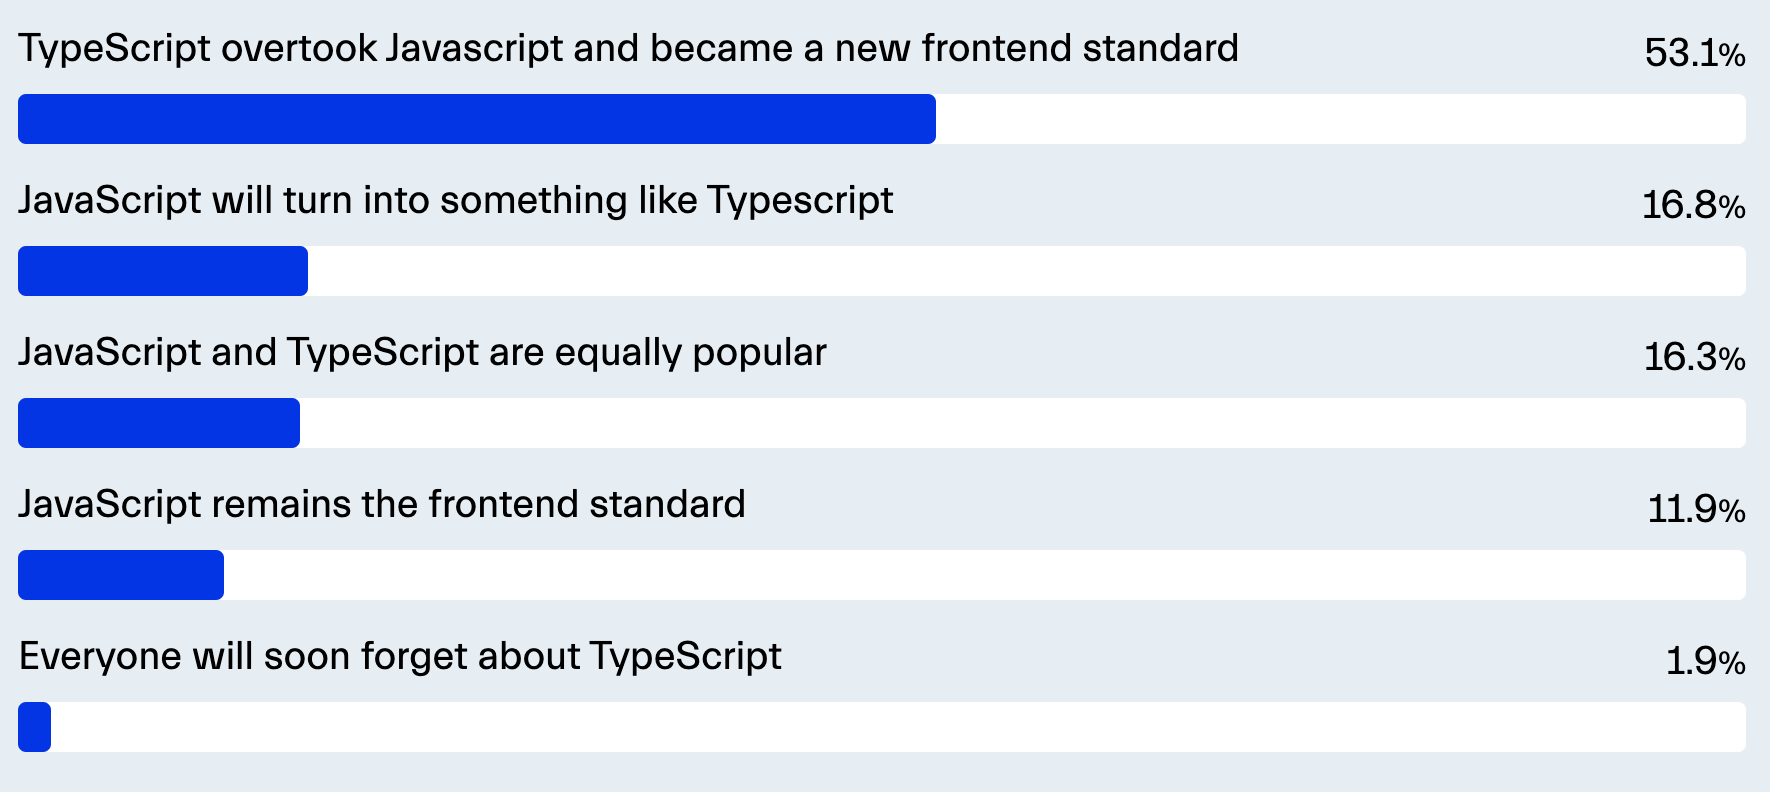 TypeScript overtook Javascript and became a new frontend standard 53.1%
JavaScript will turn into something like Typescript 16.8%
JavaScript and TypeScript are equally popular 16.3%
JavaScript remains the frontend standard 11.9%
Everyone will soon forget about TypeScript 1.9%